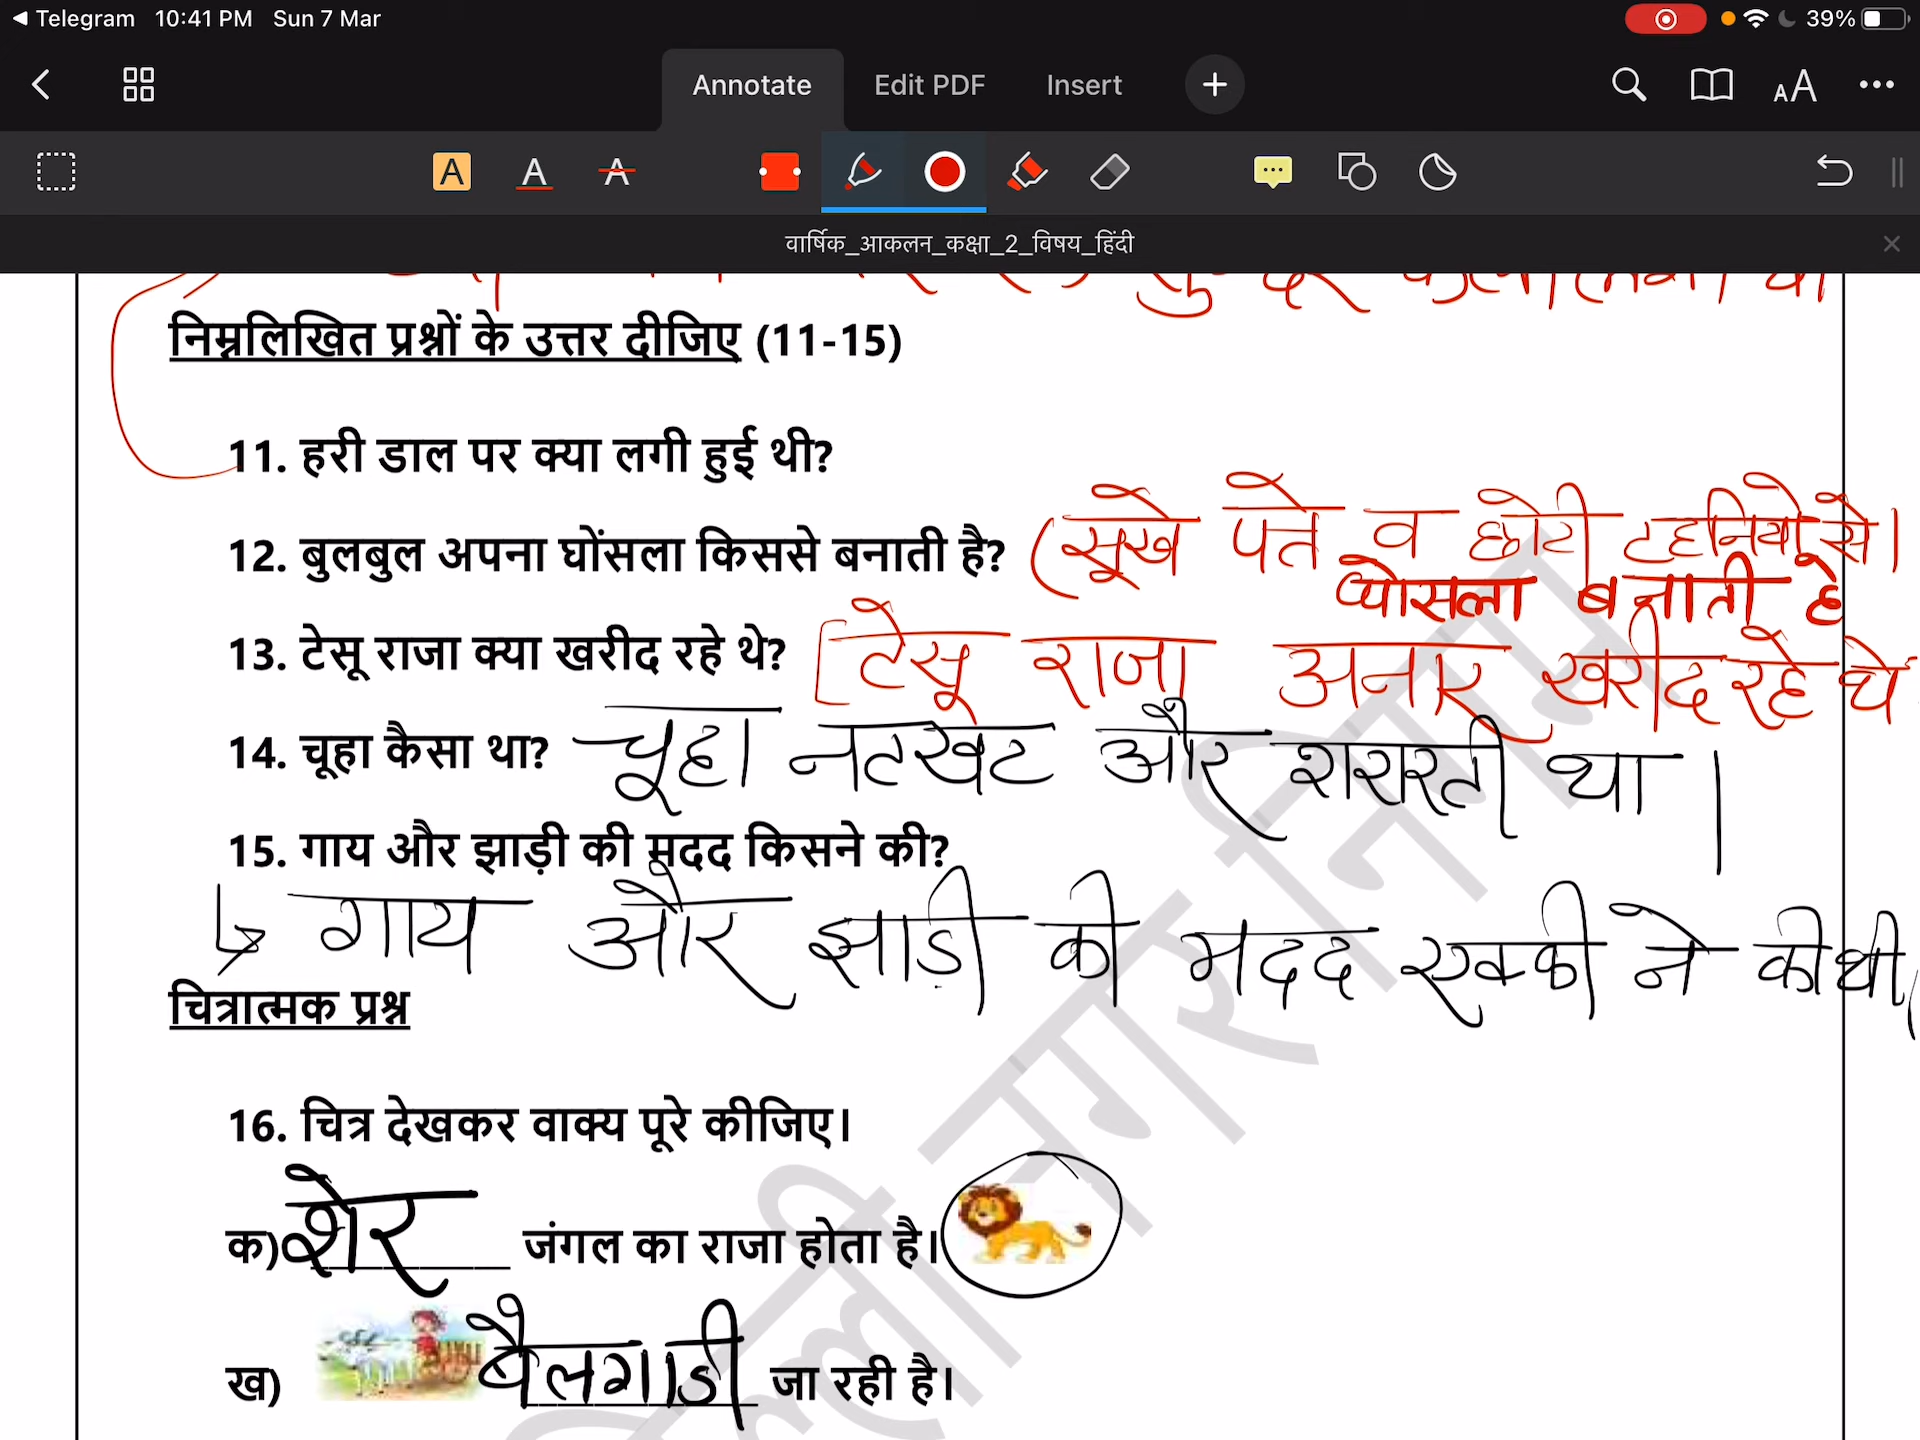 Telegram 10:41 PM Sun 7 Mar 39%
Annotate Edit PDF Insert
वार्षिक_आकलन_कक्षा_2_विषय_हिंदी
निम्नलिखित प्रश्नों के उत्तर दीजिए (11-15)
11. हरी डाल पर क्या लगी हुई थी?
12. बुलबुल अपना घोंसला किससे बनाती है? (सूखे पत्ते व छोटी टहनियों से।
घोंसला बनाती है
13. टेसू राजा क्या खरीद रहे थे? टेसू राजा अनार खरीद रहे थे
14. चूहा कैसा था? चूहा नटखट और शरारती था।
15. गाय और झाड़ी की मदद किसने की?
गाय और झाडी की मदद ने की थी
चित्रात्मक प्रश्न
16. चित्र देखकर वाक्य पूरे कीजिए।
क) शेर जंगल का राजा होता है।
ख) बैलगाडी जा रही है।
नगर निगम